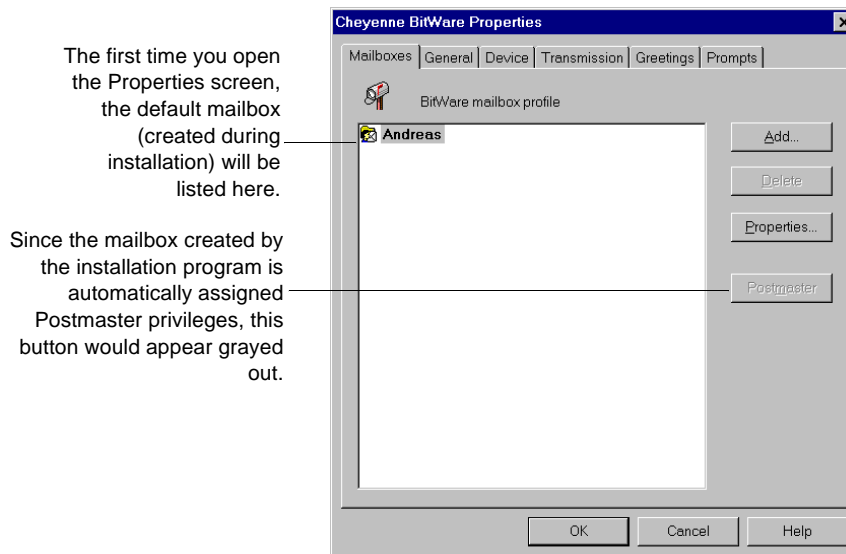 The first time you open
the Properties screen,
the default mailbox
(created during
installation) will be
listed here.
Since the mailbox created by
the installation program is
automatically assigned
Postmaster privileges, this
button would appear grayed
out.
Cheyenne BitWare Properties
Mailboxes General Device Transmission Greetings Prompts
BitWare mailbox profile
Andreas
Add...
Delete
Properties...
Postmaster
OK Cancel Help